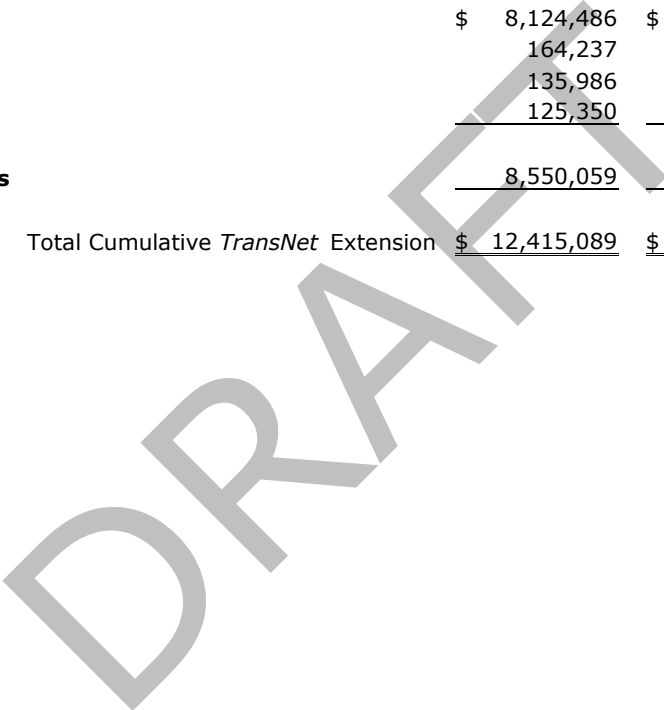 $ 8,124,486 $
164,237
135,986
125,350
s 8,550,059
Total Cumulative TransNet Extension $ 12,415,089 $
DRAFT